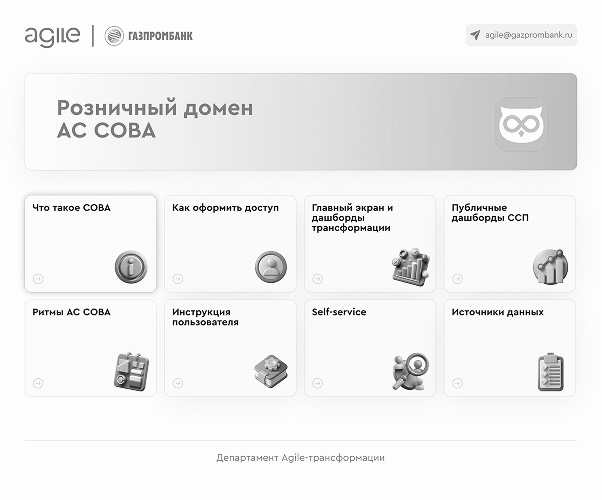 agile | ГАЗПРОМБАНК
agile@gazprombank.ru
Розничный домен
АС СОВА
Что такое СОВА
Как оформить доступ
Главный экран и
дашборды
трансформации
Публичные
дашборды ССП
Ритмы АС СОВА
Инструкция
пользователя
Self-service
Источники данных
Департамент Agile-трансформации